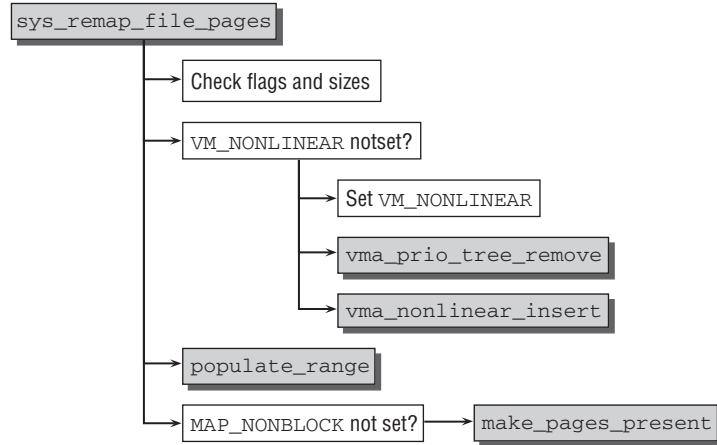 sys_remap_file_pages
Check flags and sizes
VM_NONLINEAR notset?
Set VM_NONLINEAR
vma_prio_tree_remove
vma_nonlinear_insert
populate_range
MAP_NONBLOCK not set?
make_pages_present